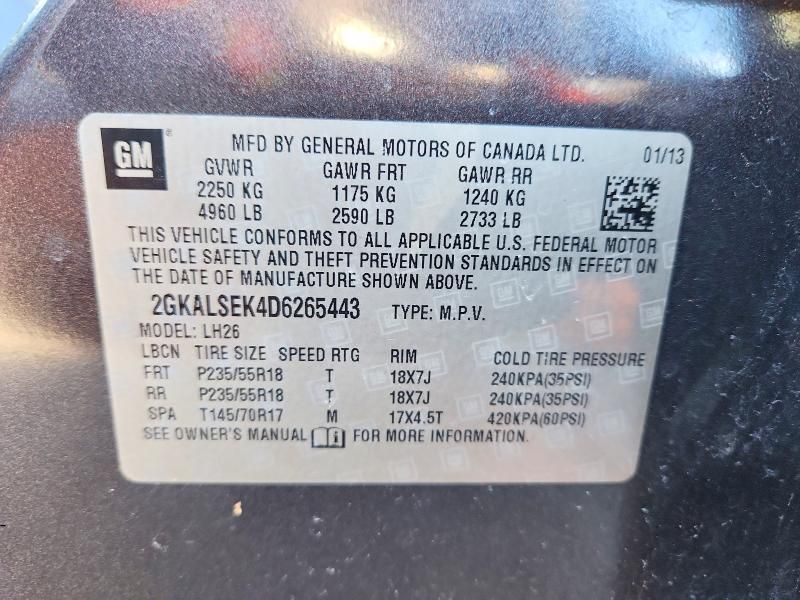 GM ® MFD BY GENERAL MOTORS OF CANADA LTD. 01/13
GVWR GAWR FRT GAWR RR
2250 KG 1175 KG 1240 KG
4960 LB 2590 LB 2733 LB
THIS VEHICLE CONFORMS TO ALL APPLICABLE U.S. FEDERAL MOTOR
VEHICLE SAFETY AND THEFT PREVENTION STANDARDS IN EFFECT ON
THE DATE OF MANUFACTURE SHOWN ABOVE.
2GKALSEK4D6265443 TYPE: M.P.V.
MODEL: LH26
LBCN TIRE SIZE SPEED RTG RIM COLD TIRE PRESSURE
FRT P235/55R18 T 18X7J 240KPA(35PSI)
RR P235/55R18 T 18X7J 240KPA(35PSI)
SPA T145/70R17 M 17X4.5T 420KPA(60PSI)
SEE OWNER'S MANUAL FOR MORE INFORMATION.